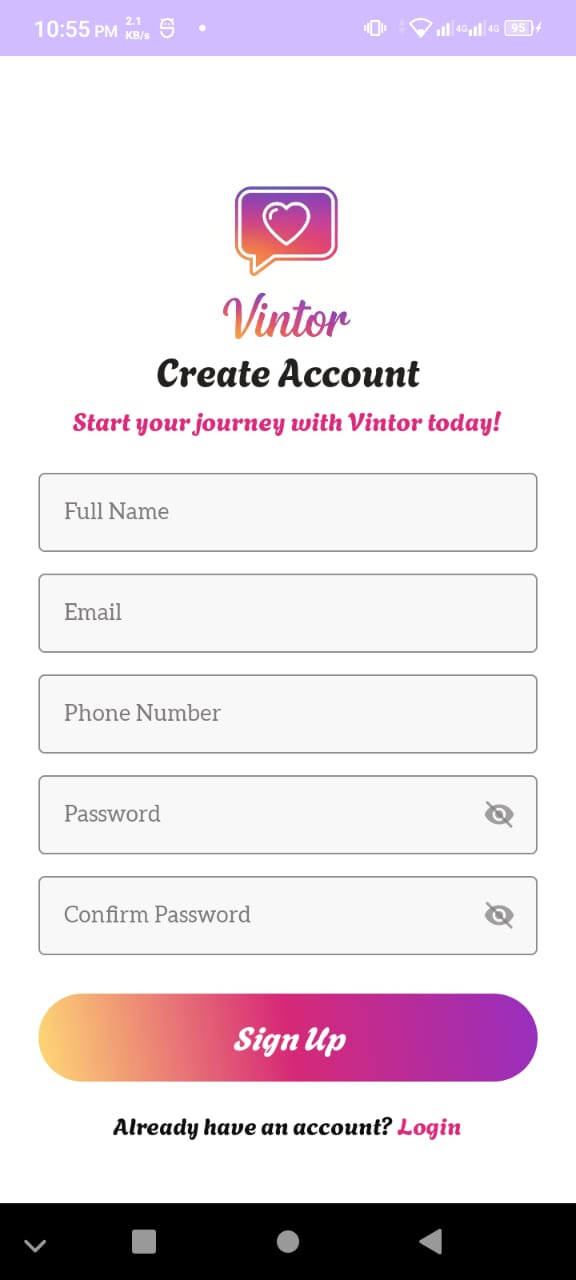 10:55 PM 2.1 KB/s 4G 4G 95
Vintor
Create Account
Start your journey with Vintor today!
Full Name
Email
Phone Number
Password
Confirm Password
Sign Up
Already have an account? Login